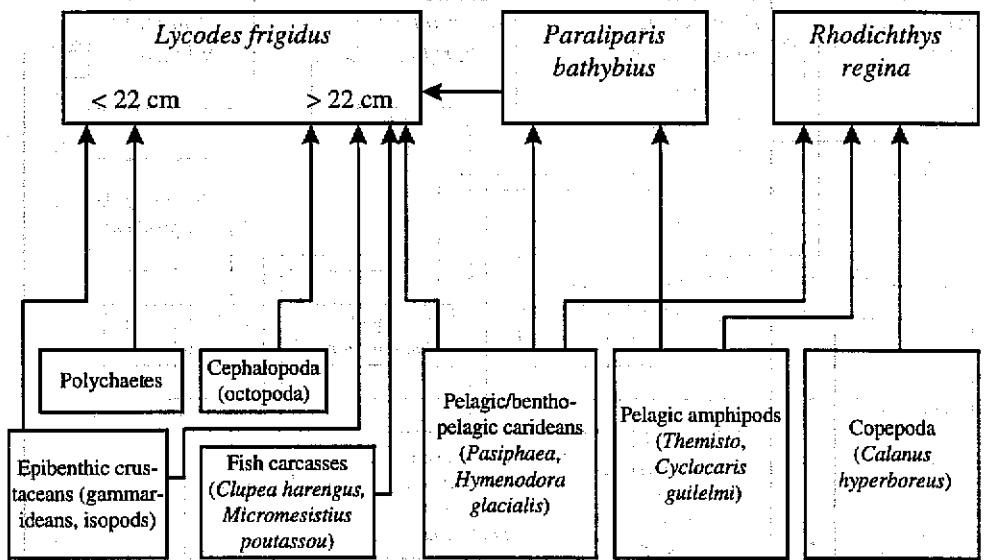 Lycodes frigidus
< 22 cm
> 22 cm
Paraliparis
bathybius
Rhodichthys
regina
Polychaetes
Cephalopoda
(octopoda)
Epibenthic crus-
taceans (gammar-
ideans, isopods)
Fish carcasses
(Clupea harengus,
Micromesistius
poutassou)
Pelagic/bentho-
pelagic carideans
(Pasiphaea,
Hymenodora
glacialis)
Pelagic amphipods
(Themisto,
Cyclocaris
guilelmi)
Copepoda
(Calanus
hyperboreus)